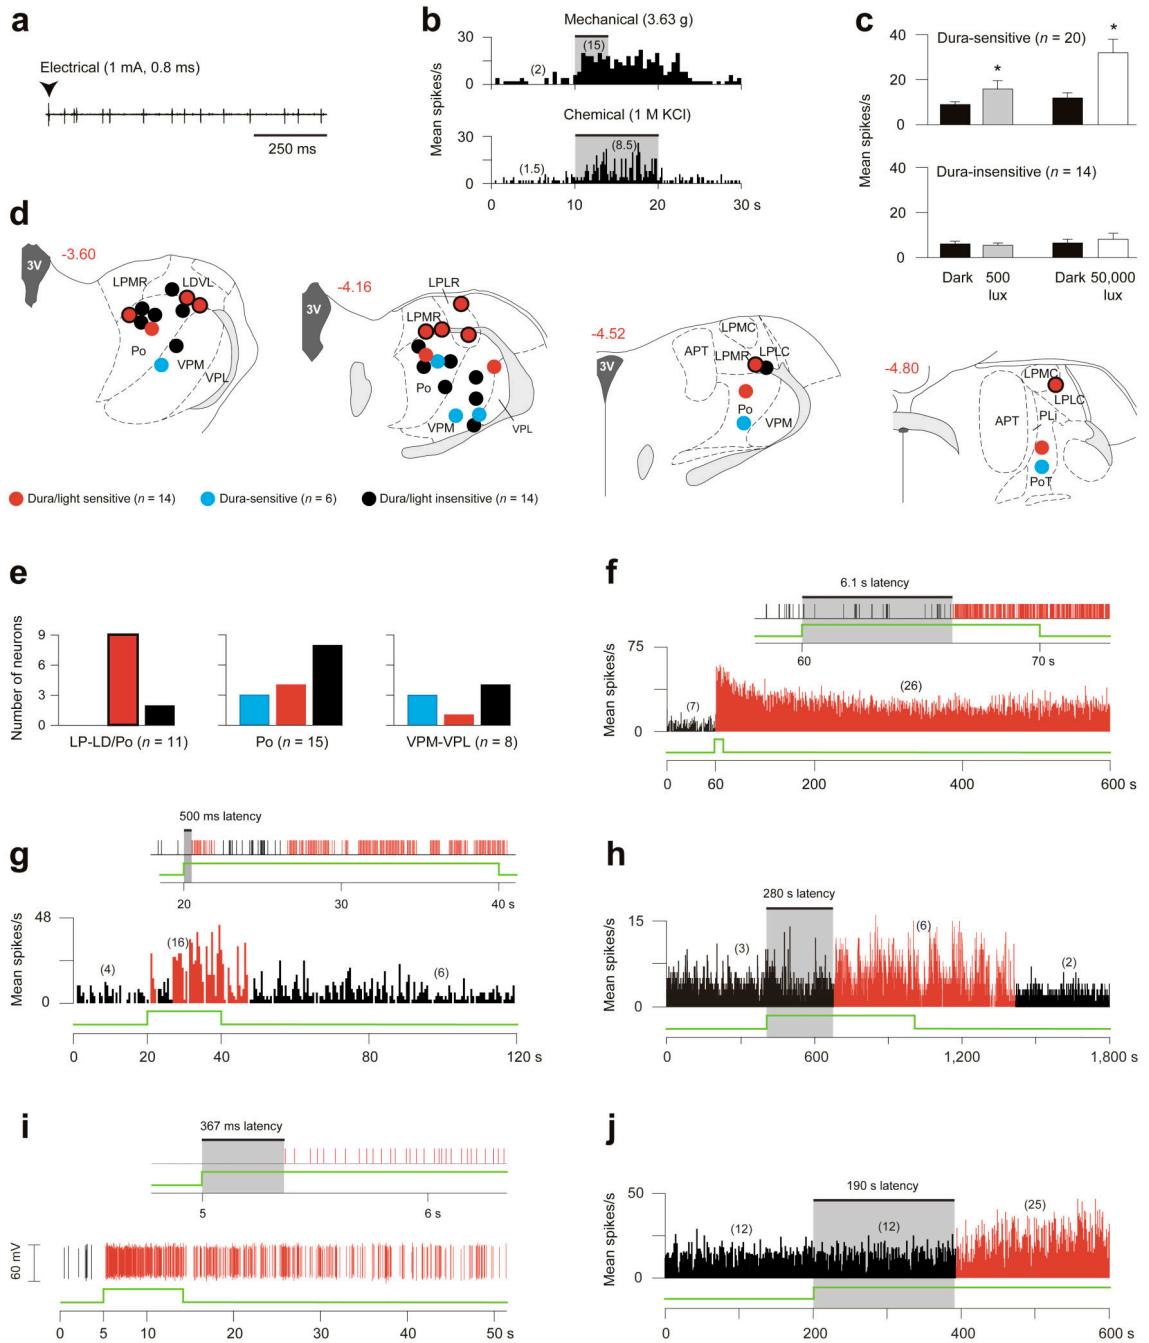 a
Electrical (1 mA, 0.8 ms)
250 ms
b
Mechanical (3.63 g)
Mean spikes/s
30
0
(2)
(15)
Chemical (1 M KCl)
30
0
(1.5)
(8.5)
0 10 20 30 s
c
Mean spikes/s
Dura-sensitive (n = 20)
40
20
0
*
*
Dura-insensitive (n = 14)
40
20
0
Dark 500 lux Dark 50,000 lux
d
-3.60
3V
LPMR
LDVL
Po
VPM
VPL
-4.16
3V
LPLR
LPMR
Po
VPM
VPL
-4.52
3V
APT
LPMC
LPMR
LPLC
Po
VPM
-4.80
LPMC
LPLC
APT
PLi
PoT
Dura/light sensitive (n = 14)
Dura-sensitive (n = 6)
Dura/light insensitive (n = 14)
e
Number of neurons
9
6
3
0
LP-LD/Po (n = 11)
Po (n = 15)
VPM-VPL (n = 8)
f
6.1 s latency
60 70 s
Mean spikes/s
75
0
(7)
(26)
0 60 200 400 600 s
g
500 ms latency
20 30 40 s
Mean spikes/s
48
0
(4)
(16)
(6)
0 20 40 80 120 s
h
280 s latency
Mean spikes/s
15
0
(3)
(6)
(2)
0 600 1,200 1,800 s
i
367 ms latency
5 6 s
60 mV
0 5 10 20 30 40 50 s
j
190 s latency
Mean spikes/s
50
0
(12)
(12)
(25)
0 200 400 600 s